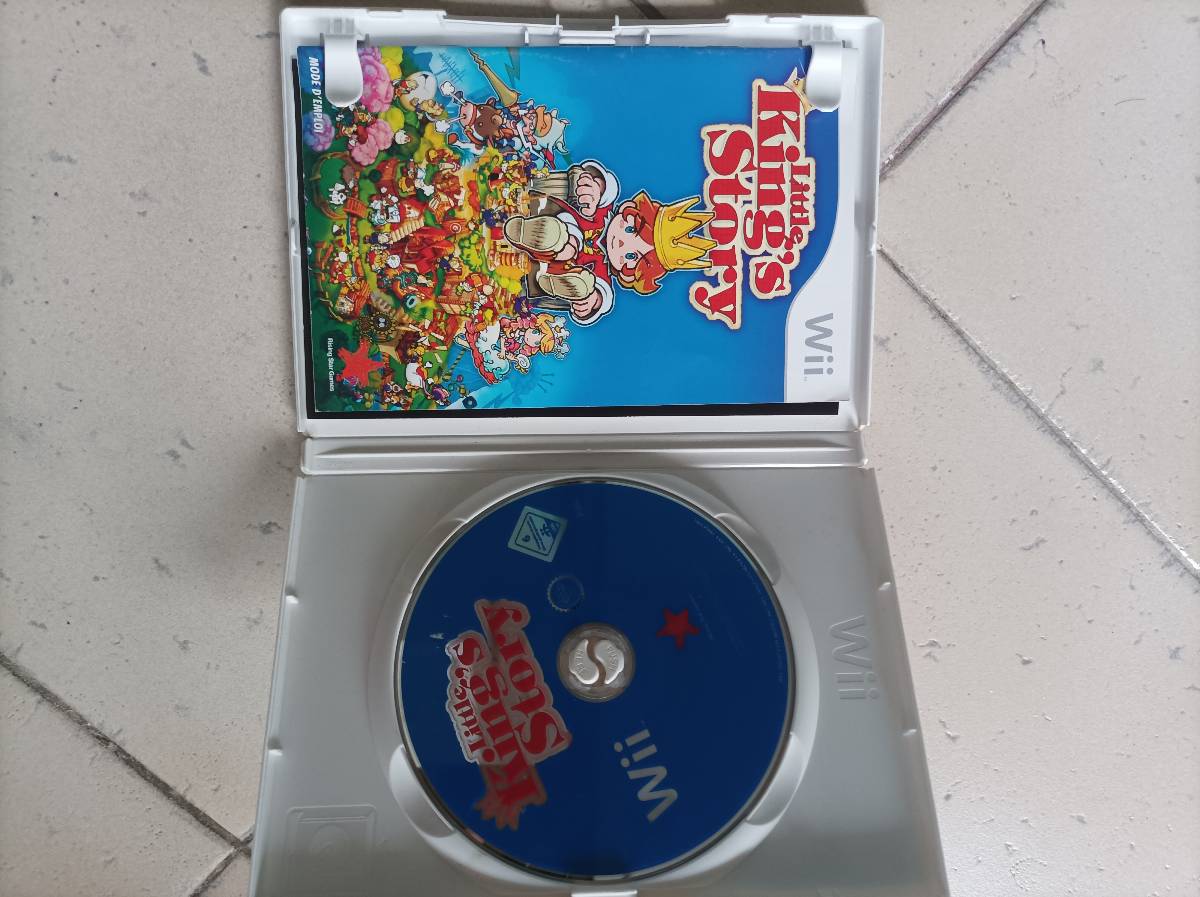 Little
King's
Story
Wii
MODE D'EMPLOI
Rising Star Games
Little
King's
Story
Wii
Wii